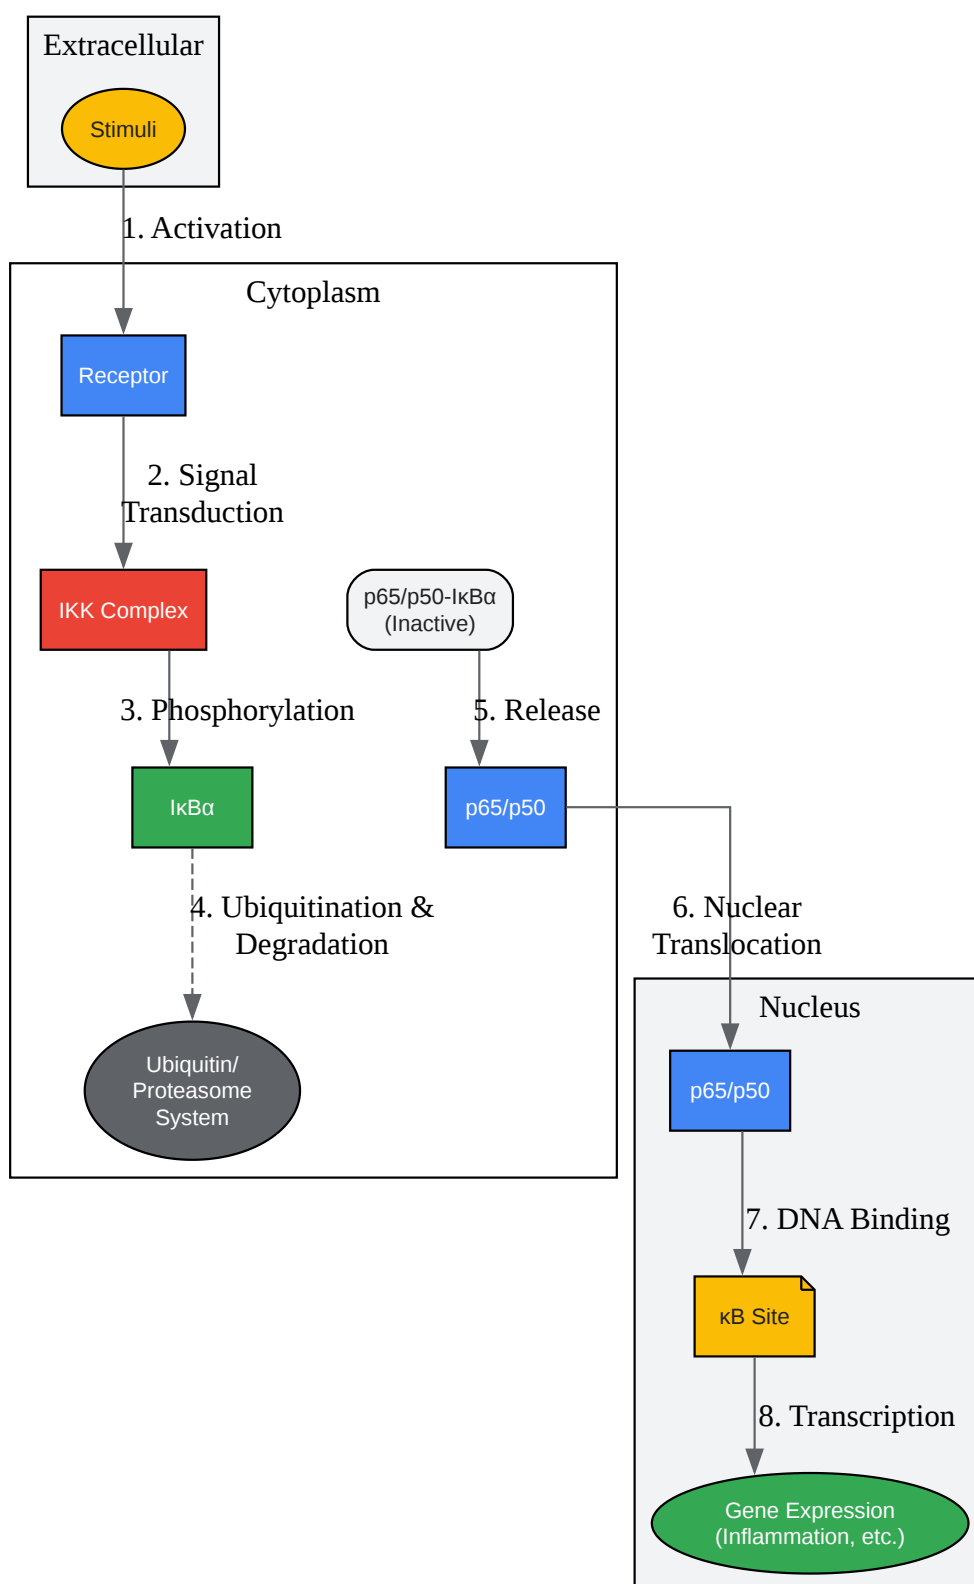 Extracellular
Stimuli
1. Activation
Cytoplasm
Receptor
2. Signal
Transduction
IKK Complex
p65/p50-IκBα
(Inactive)
3. Phosphorylation
5. Release
IκBα
p65/p50
4. Ubiquitination &
Degradation
6. Nuclear
Translocation
Nucleus
Ubiquitin/
Proteasome
System
p65/p50
7. DNA Binding
κB Site
8. Transcription
Gene Expression
(Inflammation, etc.)